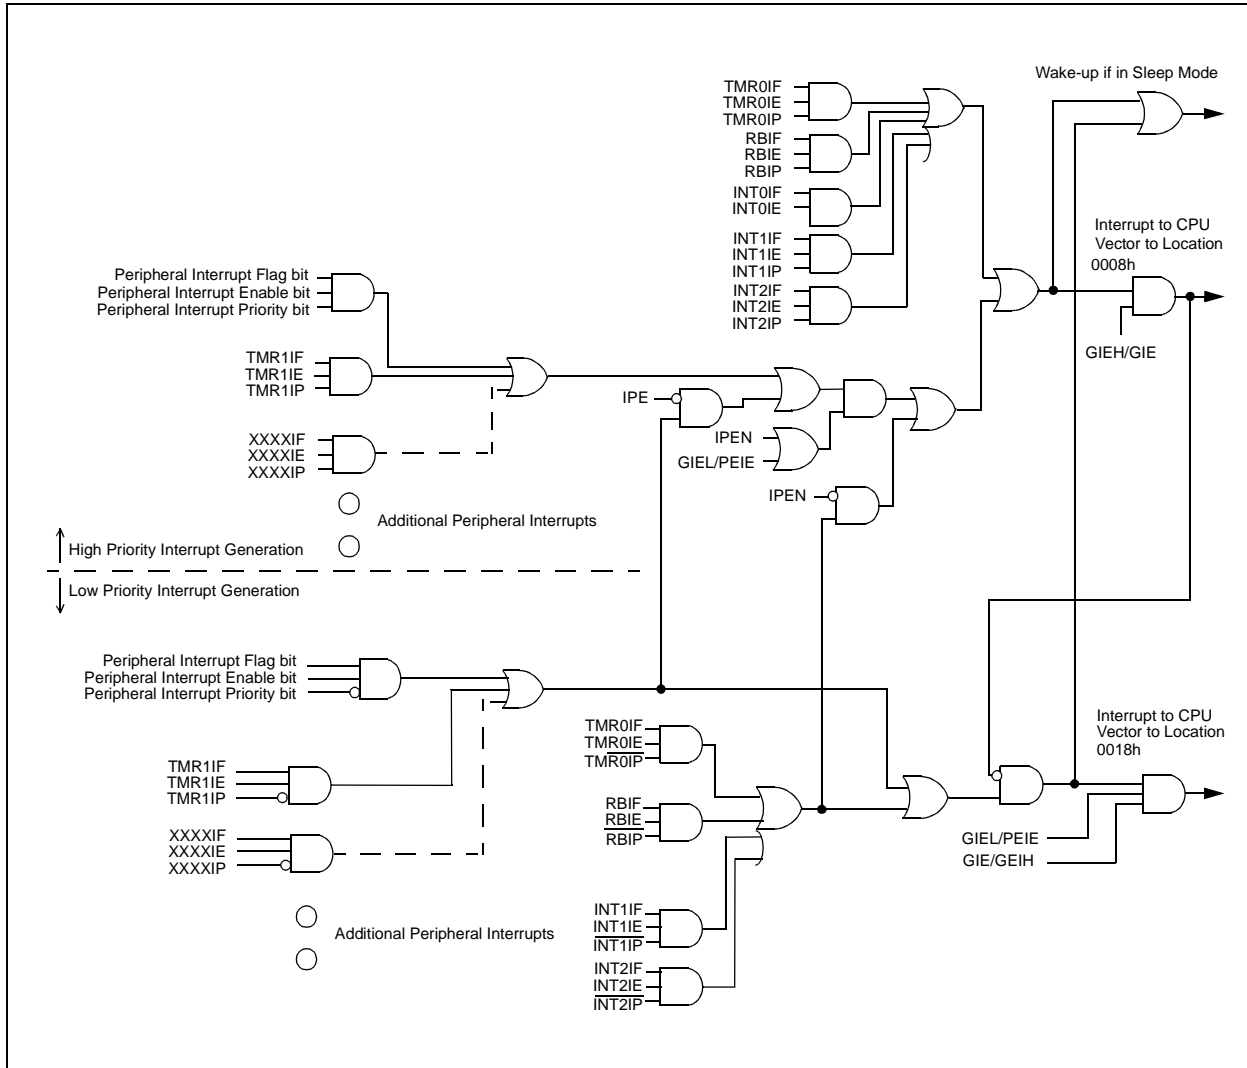 Wake-up if in Sleep Mode
TMR0IF
TMR0IE
TMR0IP
RBIF
RBIE
RBIP
INT0IF
INT0IE
INT1IF
INT1IE
INT1IP
INT2IF
INT2IE
INT2IP
Interrupt to CPU
Vector to Location
0008h
GIEH/GIE
Peripheral Interrupt Flag bit
Peripheral Interrupt Enable bit
Peripheral Interrupt Priority bit
TMR1IF
TMR1IE
TMR1IP
XXXXIF
XXXXIE
XXXXIP
IPE
IPEN
GIEL/PEIE
IPEN
Additional Peripheral Interrupts
High Priority Interrupt Generation
Low Priority Interrupt Generation
Peripheral Interrupt Flag bit
Peripheral Interrupt Enable bit
Peripheral Interrupt Priority bit
TMR1IF
TMR1IE
TMR1IP
XXXXIF
XXXXIE
XXXXIP
Additional Peripheral Interrupts
TMR0IF
TMR0IE
TMR0IP
RBIF
RBIE
RBIP
INT1IF
INT1IE
INT1IP
INT2IF
INT2IE
INT2IP
Interrupt to CPU
Vector to Location
0018h
GIEL/PEIE
GIE/GEIH